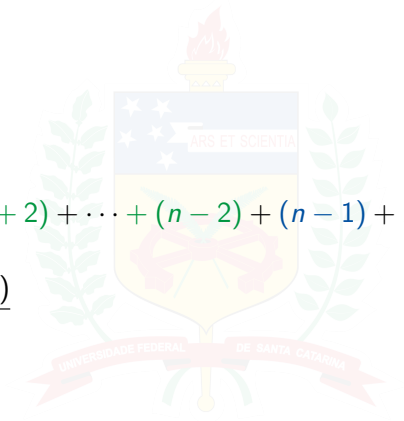 ARS ET SCIENTIA
+ 2) + ··· + (n − 2) + (n − 1) +
)
UNIVERSIDADE FEDERAL DE SANTA CATARINA